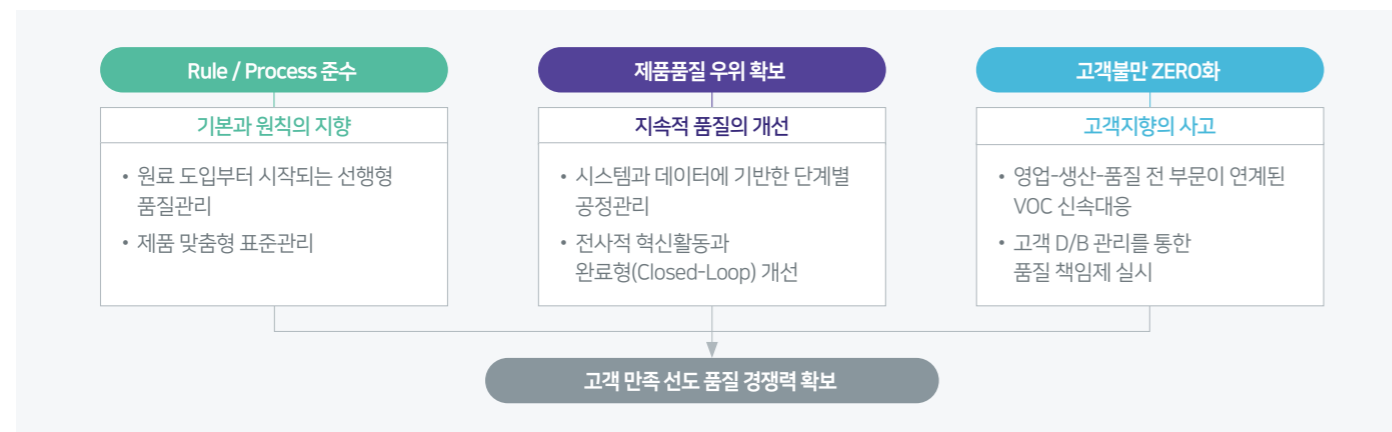 Rule / Process 준수
기본과 원칙의 지향
• 원료 도입부터 시작되는 선행형
품질관리
• 제품 맞춤형 표준관리
제품품질 우위 확보
지속적 품질의 개선
• 시스템과 데이터에 기반한 단계별
공정관리
• 전사적 혁신활동과
완료형(Closed-Loop) 개선
고객불만 ZERO화
고객지향의 사고
• 영업-생산-품질 전 부문이 연계된
VOC 신속대응
• 고객 D/B 관리를 통한
품질 책임제 실시
고객 만족 선도 품질 경쟁력 확보